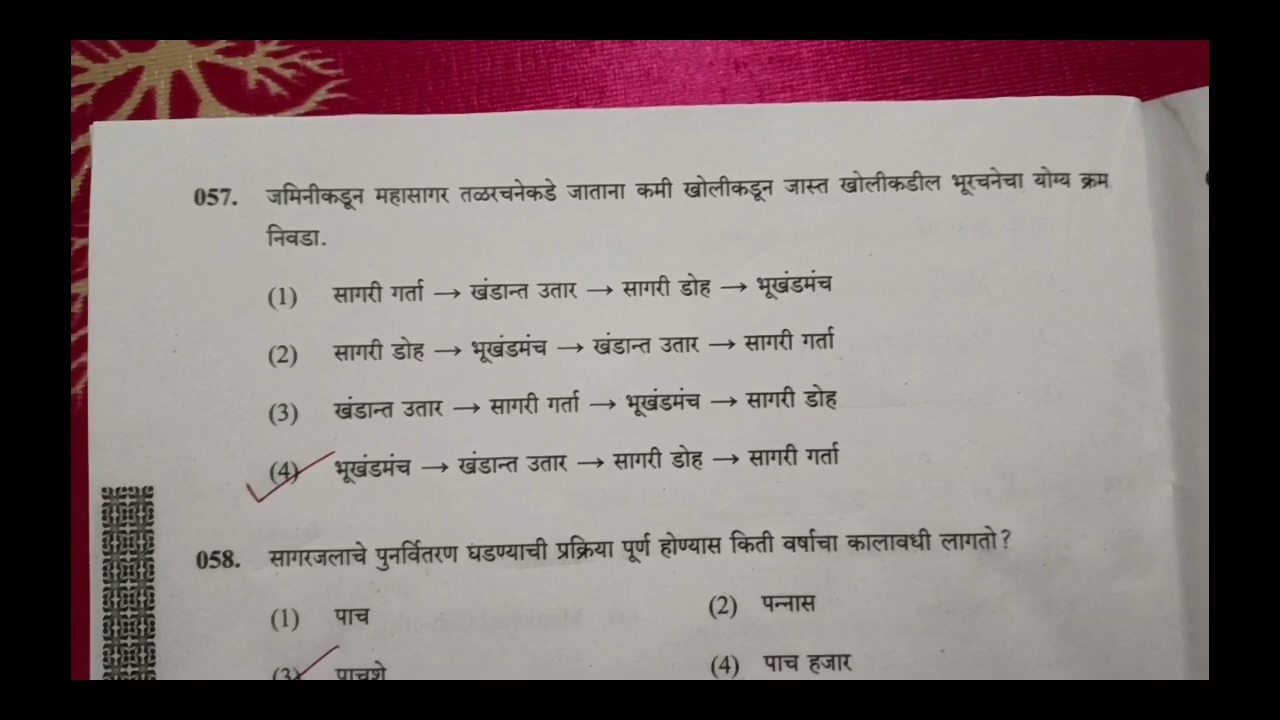 057. जमिनीकडून महासागर तळरचनेकडे जाताना कमी खोलीकडून जास्त खोलीकडील भूरचनेचा योग्य क्रम
निवडा.
(1) सागरी गर्ता → खंडान्त उतार → सागरी डोह → भूखंडमंच
(2) सागरी डोह → भूखंडमंच → खंडान्त उतार → सागरी गर्ता
(3) खंडान्त उतार → सागरी गर्ता → भूखंडमंच → सागरी डोह
(4) भूखंडमंच → खंडान्त उतार → सागरी डोह → सागरी गर्ता
058. सागरजलाचे पुनर्वितरण घडण्याची प्रक्रिया पूर्ण होण्यास किती वर्षाचा कालावधी लागतो?
(1) पाच (2) पन्नास
(3) पाचशे (4) पाच हजार